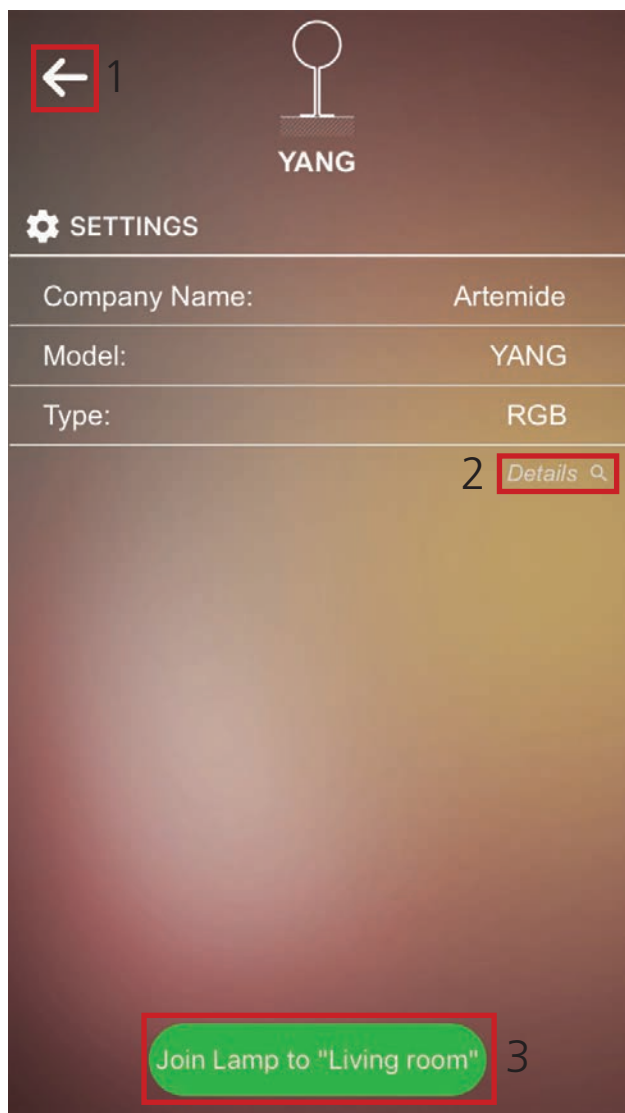 1
YANG
SETTINGS
Company Name: Artemide
Model: YANG
Type: RGB
2 Details
Join Lamp to "Living room" 3